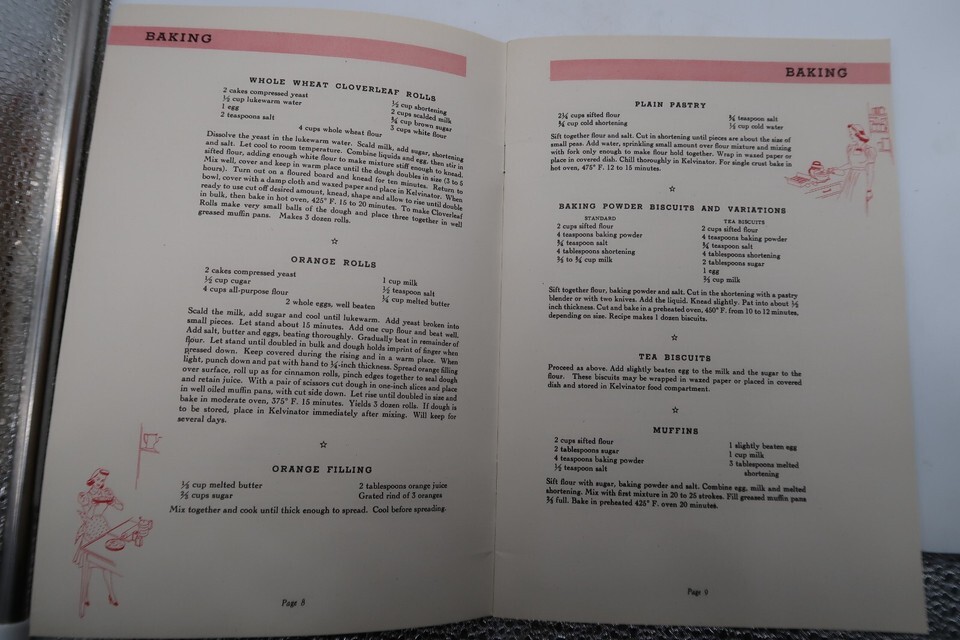 BAKING
WHOLE WHEAT CLOVERLEAF ROLLS
2 cakes compressed yeast
½ cup lukewarm water
1 egg
2 teaspoons salt
½ cup shortening
2 cups scalded milk
¾ cup brown sugar
3 cups white flour
4 cups whole wheat flour
Dissolve the yeast in the lukewarm water. Scald milk, add sugar, shortening
and salt. Let cool to room temperature. Combine liquids and egg, then stir in
sifted flour, adding enough white flour to make mixture stiff enough to knead.
Mix well, cover and keep in warm place until the dough doubles in size (3 to 5
hours). Turn out on a floured board and knead for ten minutes. Return to
bowl, cover with a damp cloth and waxed paper and place in Kelvinator. When
ready to use cut off desired amount, knead, shape and allow to rise until double
in bulk, then bake in hot oven, 425° F. 15 to 20 minutes. To make Cloverleaf
Rolls make very small balls of the dough and place three together in well
greased muffin pans. Makes 3 dozen rolls.
ORANGE ROLLS
2 cakes compressed yeast
½ cup cugar
4 cups all-purpose flour
1 cup milk
½ teaspoon salt
¼ cup melted butter
2 whole eggs, well beaten
Scald the milk, add sugar and cool until lukewarm. Add yeast broken into
small pieces. Let stand about 15 minutes. Add one cup flour and beat well.
Add salt, butter and eggs, beating thoroughly. Gradually beat in remainder of
flour. Let stand until doubled in bulk and dough holds imprint of finger when
pressed down. Keep covered during the rising and in a warm place. When
light, punch down and pat with hand to ¼-inch thickness. Spread orange filling
over surface, roll up as for cinnamon rolls, pinch edges together to seal dough
and retain juice. With a pair of scissors cut dough in one-inch slices and place
in well oiled muffin pans, with cut side down. Let rise until doubled in size and
bake in moderate oven, 375° F. 15 minutes. Yields 3 dozen rolls. If dough is
to be stored, place in Kelvinator immediately after mixing. Will keep for
several days.
ORANGE FILLING
½ cup melted butter
⅔ cups sugar
2 tablespoons orange juice
Grated rind of 3 oranges
Mix together and cook until thick enough to spread. Cool before spreading.
Page 8
BAKING
PLAIN PASTRY
2¼ cups sifted flour
¾ cup cold shortening
¾ teaspoon salt
½ cup cold water
Sift together flour and salt. Cut in shortening until pieces are about the size of
small peas. Add water, sprinkling small amount over flour mixture and mixing
with fork only enough to make flour hold together. Wrap in waxed paper or
place in covered dish. Chill thoroughly in Kelvinator. For single crust bake in
hot oven, 475° F. 12 to 15 minutes.
BAKING POWDER BISCUITS AND VARIATIONS
STANDARD
2 cups sifted flour
4 teaspoons baking powder
¾ teaspoon salt
4 tablespoons shortening
⅔ to ¾ cup milk
TEA BISCUITS
2 cups sifted flour
4 teaspoons baking powder
¾ teaspoon salt
4 tablespoons shortening
2 tablespoons sugar
1 egg
⅔ cup milk
Sift together flour, baking powder and salt. Cut in the shortening with a pastry
blender or with two knives. Add the liquid. Knead slightly. Pat into about ½
inch thickness. Cut and bake in a preheated oven, 450° F. from 10 to 12 minutes,
depending on size. Recipe makes 1 dozen biscuits.
TEA BISCUITS
Proceed as above. Add slightly beaten egg to the milk and the sugar to the
flour. These biscuits may be wrapped in waxed paper or placed in covered
dish and stored in Kelvinator food compartment.
MUFFINS
2 cups sifted flour
2 tablespoons sugar
4 teaspoons baking powder
½ teaspoon salt
1 slightly beaten egg
1 cup milk
3 tablespoons melted
shortening
Sift flour with sugar, baking powder and salt. Combine egg, milk and melted
shortening. Mix with first mixture in 20 to 25 strokes. Fill greased muffin pans
⅔ full. Bake in preheated 425° F. oven 20 minutes.
Page 9